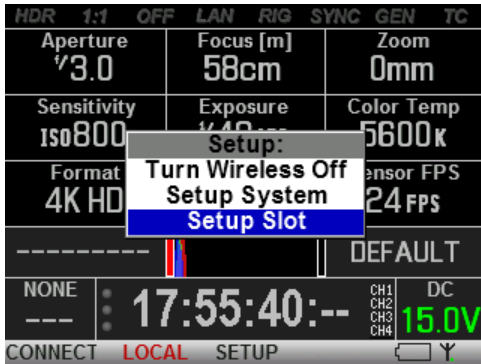 HDR 1:1 OFF LAN RIG SYNC GEN TC
Aperture Focus [m] Zoom
f/3.0 58cm 0mm
Sensitivity Exposure Color Temp
ISO800 5600K
Setup:
Format
Turn Wireless Off
4K HD 24 FPS
Setup System
Setup Slot
--------- DEFAULT
NONE CH1 DC
CH2
--- 17:55:40:-- CH3 15.0V
CH4
CONNECT LOCAL SETUP